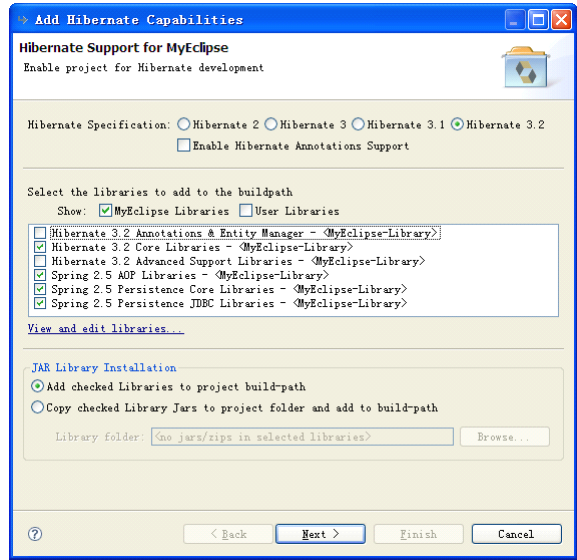 Add Hibernate Capabilities
Hibernate Support for MyEclipse
Enable project for Hibernate development
Hibernate Specification: Hibernate 2 Hibernate 3 Hibernate 3.1 Hibernate 3.2
Enable Hibernate Annotations Support
Select the libraries to add to the buildpath
Show: MyEclipse Libraries User Libraries
Hibernate 3.2 Annotations & Entity Manager - <MyEclipse-Library>
Hibernate 3.2 Core Libraries - <MyEclipse-Library>
Hibernate 3.2 Advanced Support Libraries - <MyEclipse-Library>
Spring 2.5 AOP Libraries - <MyEclipse-Library>
Spring 2.5 Persistence Core Libraries - <MyEclipse-Library>
Spring 2.5 Persistence JDBC Libraries - <MyEclipse-Library>
View and edit libraries...
JAR Library Installation
Add checked Libraries to project build-path
Copy checked Library Jars to project folder and add to build-path
Library folder: <no jars/zips in selected libraries> Browse...
? < Back Next > Finish Cancel